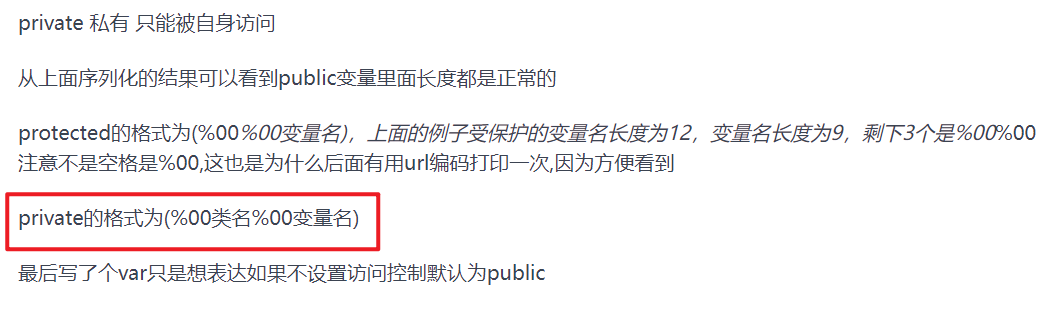 private 私有 只能被自身访问
从上面序列化的结果可以看到public变量里面长度都是正常的
protected的格式为(%00%00变量名)，上面的例子受保护的变量名长度为12，变量名长度为9，剩下3个是%00%00
注意不是空格是%00,这也是为什么后面有用url编码打印一次,因为方便看到
private的格式为(%00类名%00变量名)
最后写了个var只是想表达如果不设置访问控制默认为public